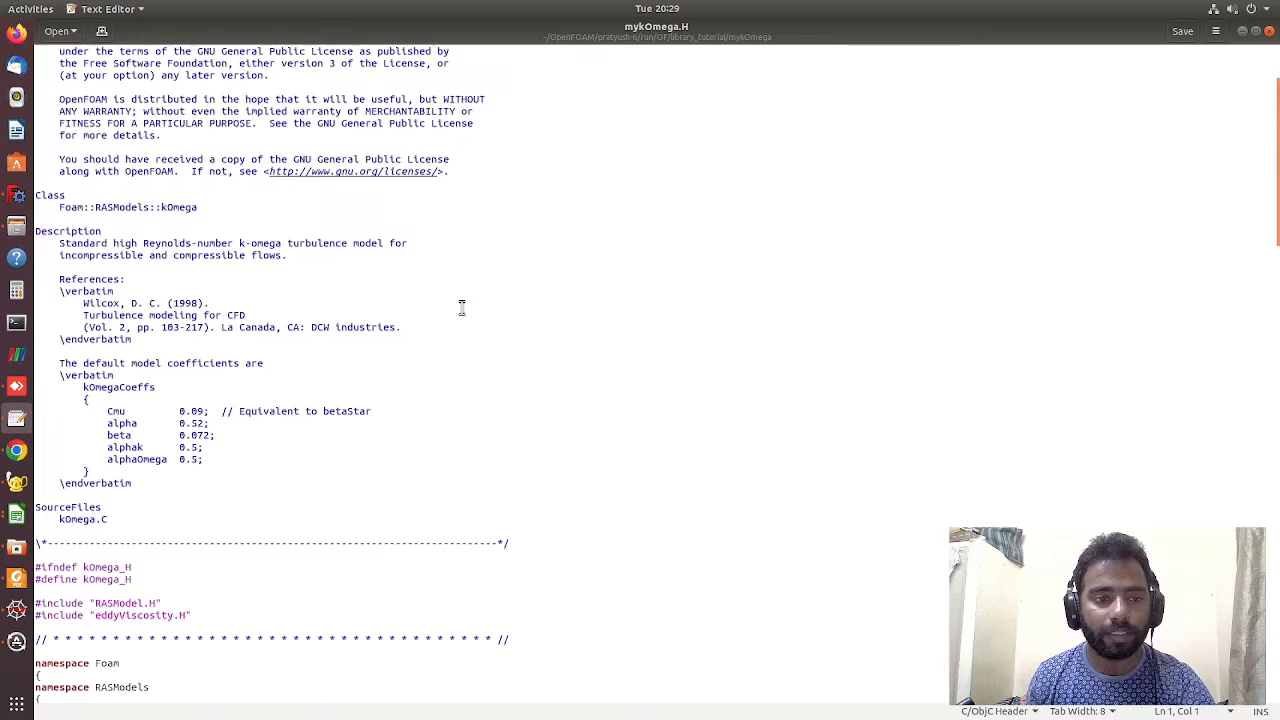 Activities
Text Editor
Tue 20:29
Open
mykOmega.H
~/OpenFOAM/pratyush-6/run/OF/library_tutorial/mykOmega
Save
under the terms of the GNU General Public License as published by
the Free Software Foundation, either version 3 of the License, or
(at your option) any later version.
OpenFOAM is distributed in the hope that it will be useful, but WITHOUT
ANY WARRANTY; without even the implied warranty of MERCHANTABILITY or
FITNESS FOR A PARTICULAR PURPOSE.  See the GNU General Public License
for more details.
You should have received a copy of the GNU General Public License
along with OpenFOAM.  If not, see <http://www.gnu.org/licenses/>.
Class
Foam::RASModels::kOmega
Description
Standard high Reynolds-number k-omega turbulence model for
incompressible and compressible flows.
References:
\verbatim
Wilcox, D. C. (1998).
Turbulence modeling for CFD
(Vol. 2, pp. 103-217). La Canada, CA: DCW industries.
\endverbatim
The default model coefficients are
\verbatim
kOmegaCoeffs
{
Cmu         0.09;  // Equivalent to betaStar
alpha       0.52;
beta        0.072;
alphak      0.5;
alphaOmega  0.5;
}
\endverbatim
SourceFiles
kOmega.C
\*---------------------------------------------------------------------------*/
#ifndef kOmega_H
#define kOmega_H
#include "RASModel.H"
#include "eddyViscosity.H"
// * * * * * * * * * * * * * * * * * * * * * * * * * * * * * * * * * * * * * //
namespace Foam
{
namespace RASModels
{
C/ObjC Header
Tab Width: 8
Ln 1, Col 1
INS